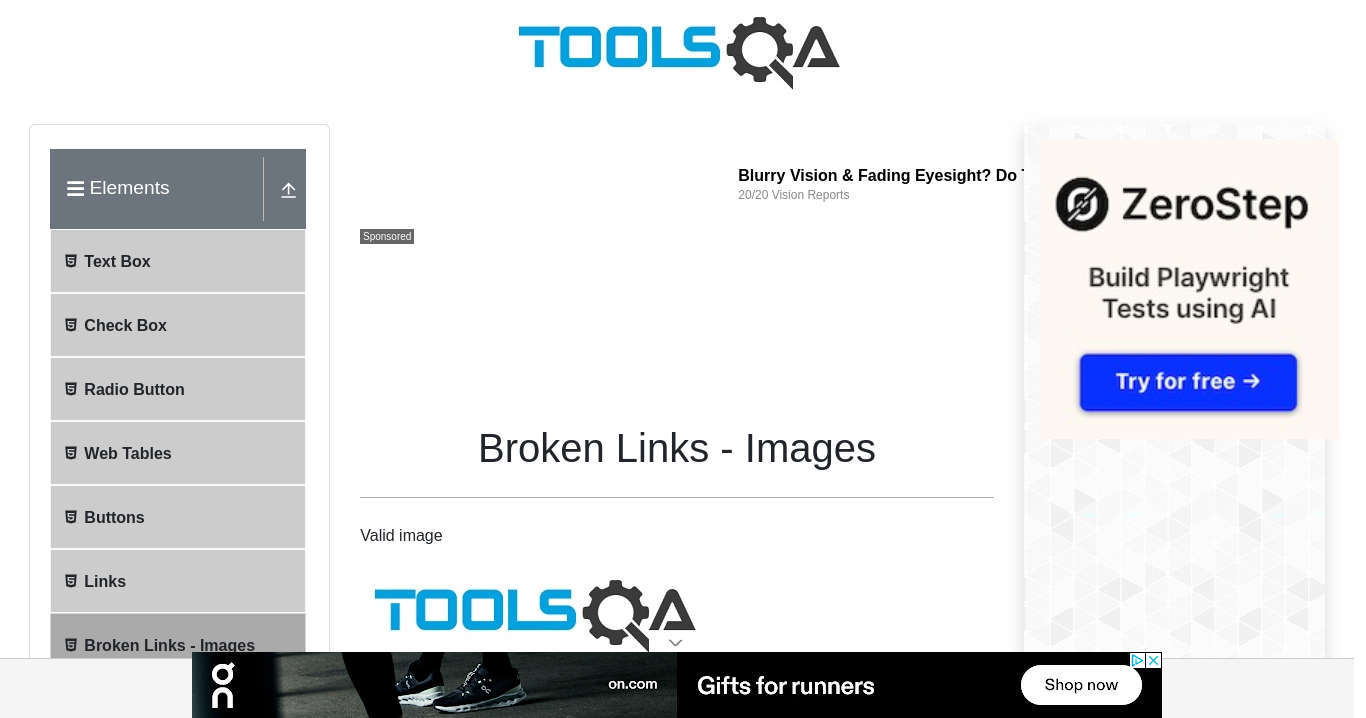 TOOLSQA
Elements
Text Box
Check Box
Radio Button
Web Tables
Buttons
Links
Broken Links - Images
Blurry Vision & Fading Eyesight? Do
20/20 Vision Reports
Sponsored
Broken Links - Images
Valid image
TOOLSQA
ZeroStep
Build Playwright
Tests using AI
Try for free →
on
on.com
Gifts for runners
Shop now